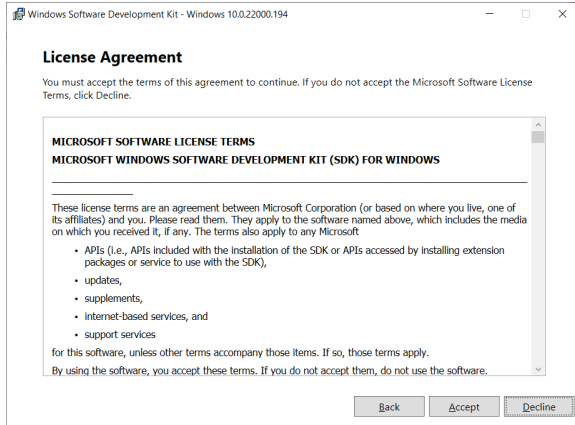 Windows Software Development Kit - Windows 10.0.22000.194
License Agreement
You must accept the terms of this agreement to continue. If you do not accept the Microsoft Software License
Terms, click Decline.
MICROSOFT SOFTWARE LICENSE TERMS
MICROSOFT WINDOWS SOFTWARE DEVELOPMENT KIT (SDK) FOR WINDOWS
These license terms are an agreement between Microsoft Corporation (or based on where you live, one of
its affiliates) and you. Please read them. They apply to the software named above, which includes the media
on which you received it, if any. The terms also apply to any Microsoft
• APIs (i.e., APIs included with the installation of the SDK or APIs accessed by installing extension
packages or service to use with the SDK),
• updates,
• supplements,
• internet-based services, and
• support services
for this software, unless other terms accompany those items. If so, those terms apply.
By using the software, you accept these terms. If you do not accept them, do not use the software.
Back Accept Decline